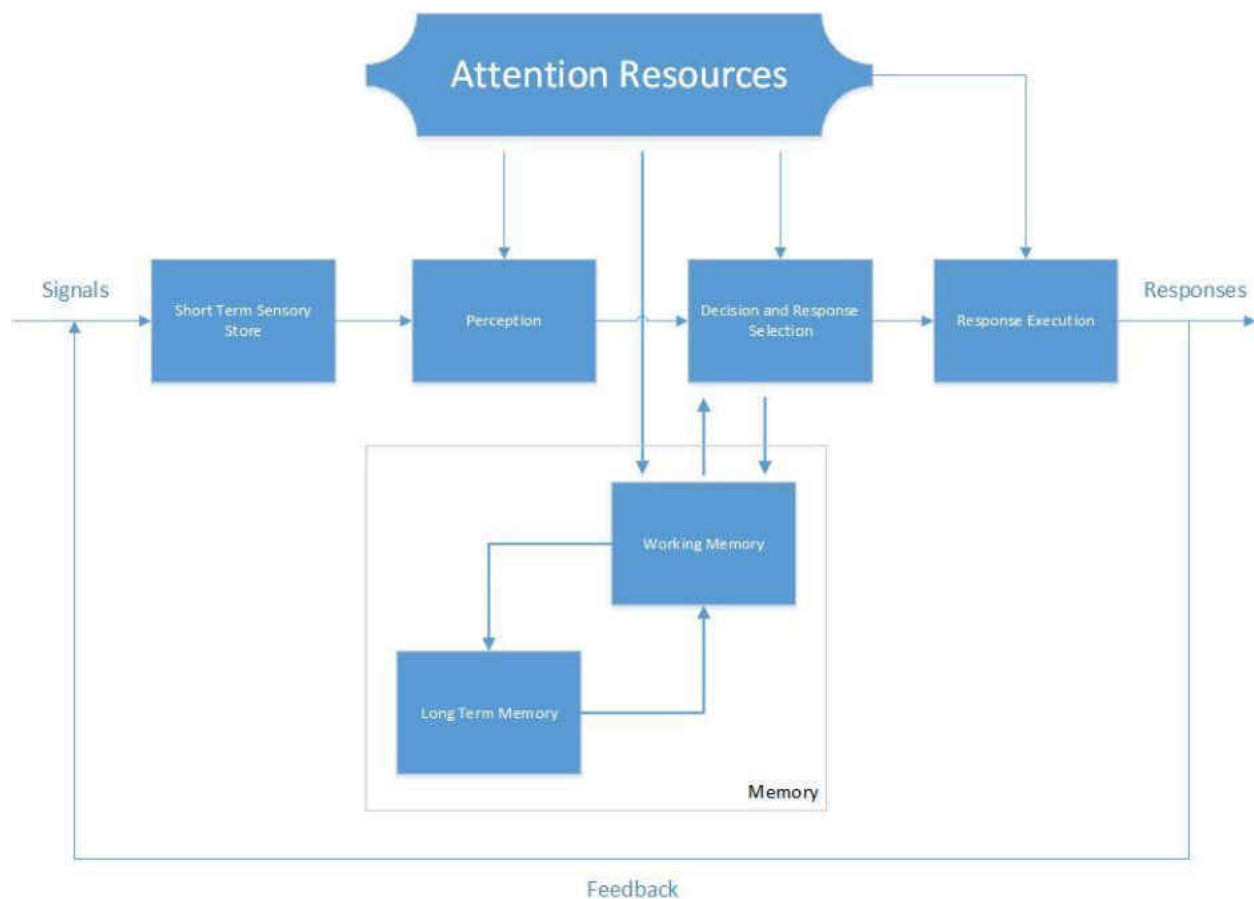 Attention Resources
Signals
Short Term Sensory
Store
Perception
Decision and Response
Selection
Response Execution
Responses
Working Memory
Long Term Memory
Memory
Feedback